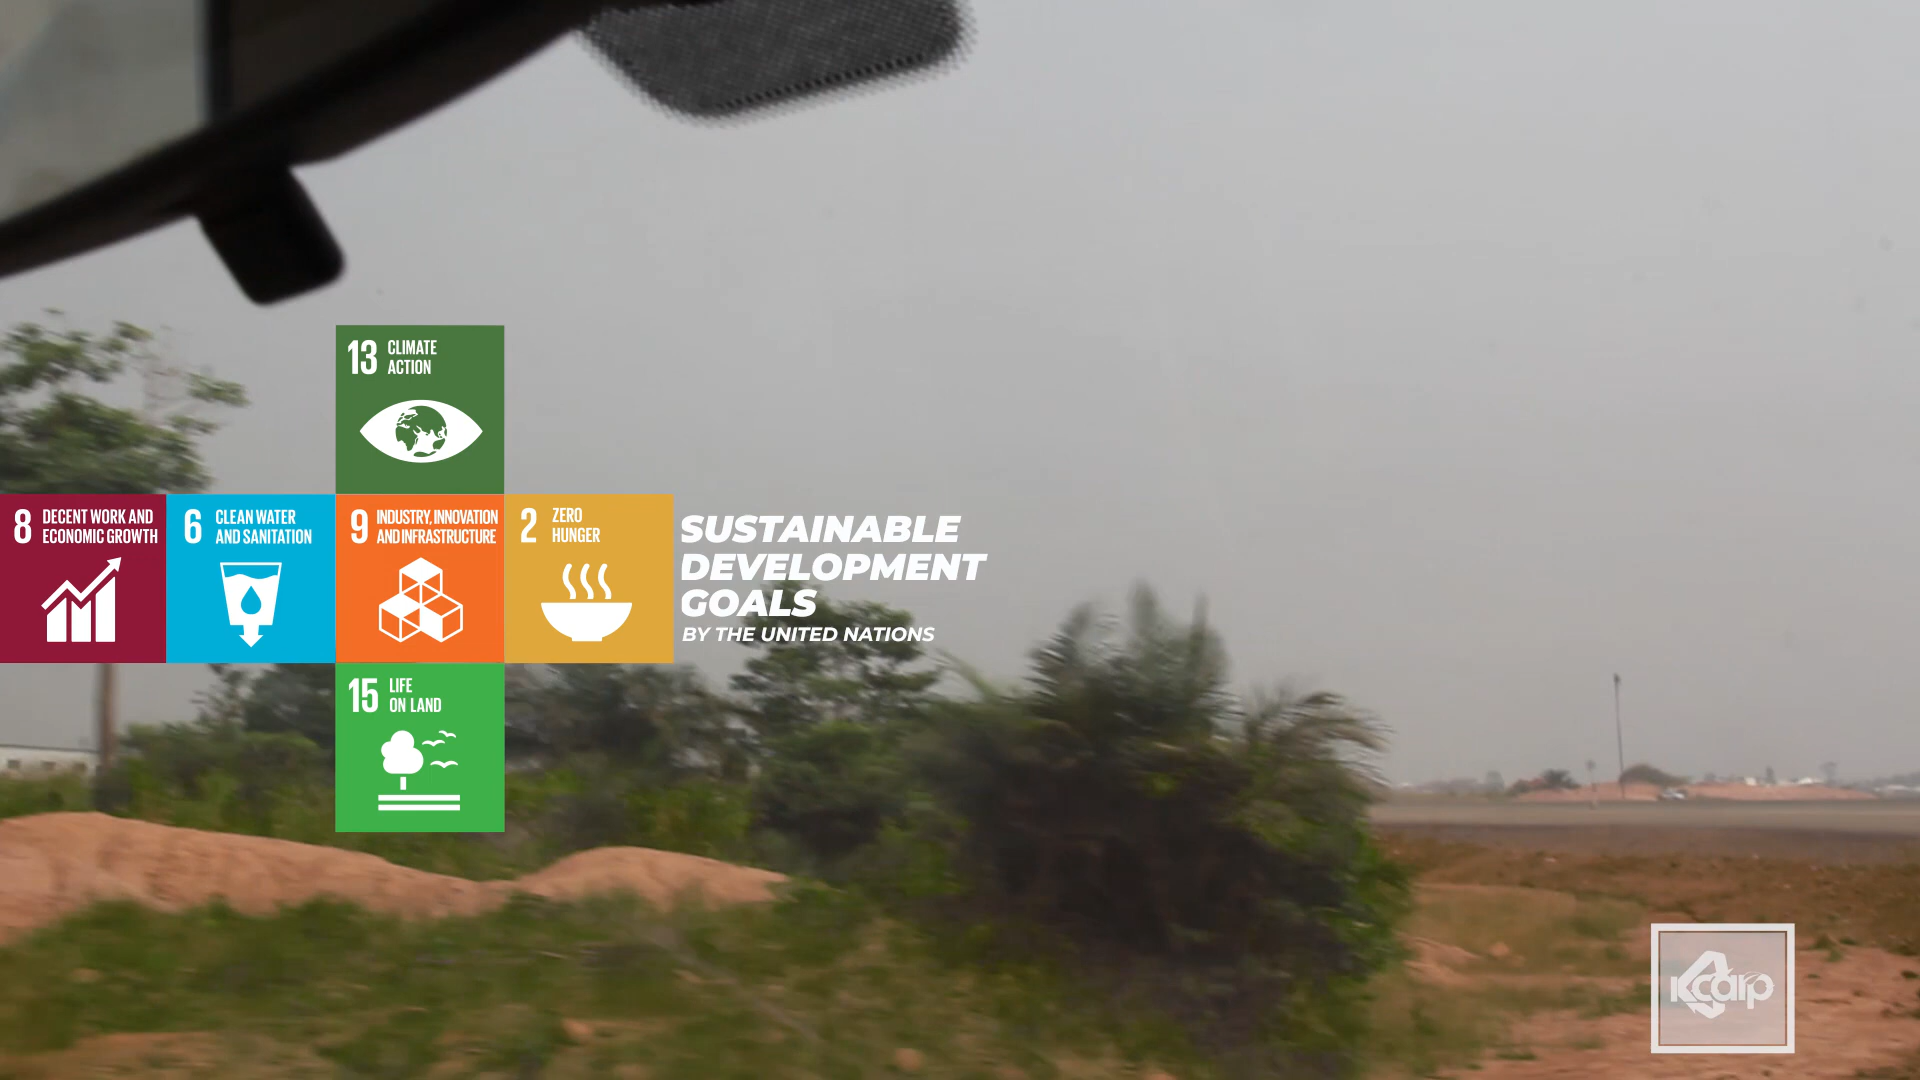 13 CLIMATE
ACTION
8 DECENT WORK AND
ECONOMIC GROWTH
6 CLEAN WATER
AND SANITATION
9 INDUSTRY, INNOVATION
AND INFRASTRUCTURE
2 ZERO
HUNGER
SUSTAINABLE
DEVELOPMENT
GOALS
BY THE UNITED NATIONS
15 LIFE
ON LAND